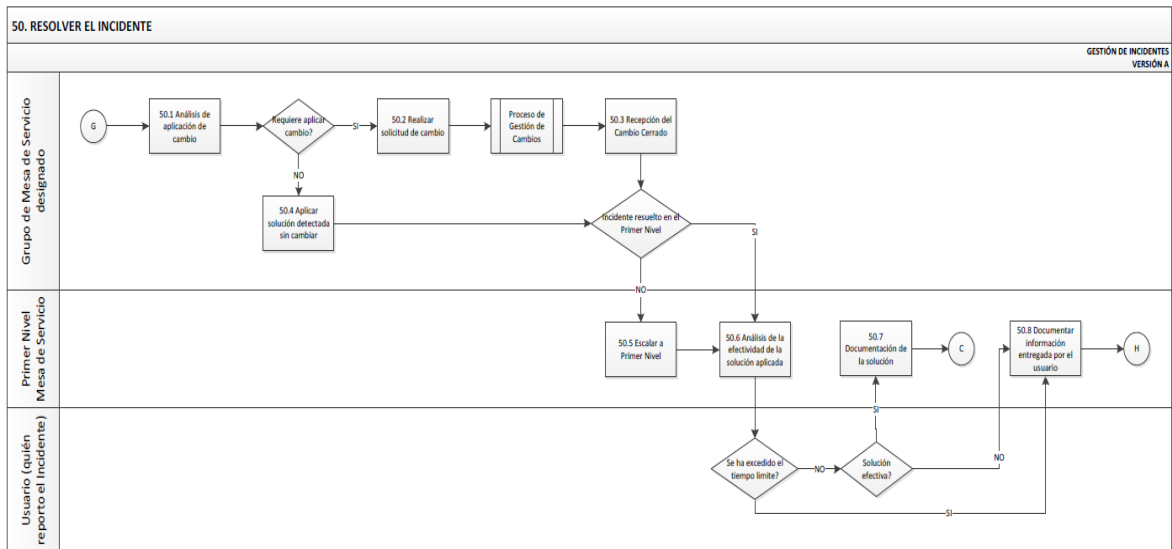 50. RESOLVER EL INCIDENTE
GESTIÓN DE INCIDENTES
VERSIÓN A
Grupo de Mesa de Servicio
designado
G
50.1 Análisis de
aplicación de
cambio
Requiere aplicar
cambio?
SI
50.2 Realizar
solicitud de cambio
Proceso de
Gestión de
Cambios
50.3 Recepción del
Cambio Cerrado
NO
50.4 Aplicar
solución detectada
sin cambiar
Incidente resuelto en el
Primer Nivel
SI
NO
Primer Nivel
Mesa de Servicio
50.5 Escalar a
Primer Nivel
50.6 Análisis de la
efectividad de la
solución aplicada
50.7
Documentación de
la solución
C
50.8 Documentar
información
entregada por el
usuario
H
Usuario (quién
reporto el Incidente)
Se ha excedido el
tiempo limite?
NO
Solución
efectiva?
SI
NO
SI